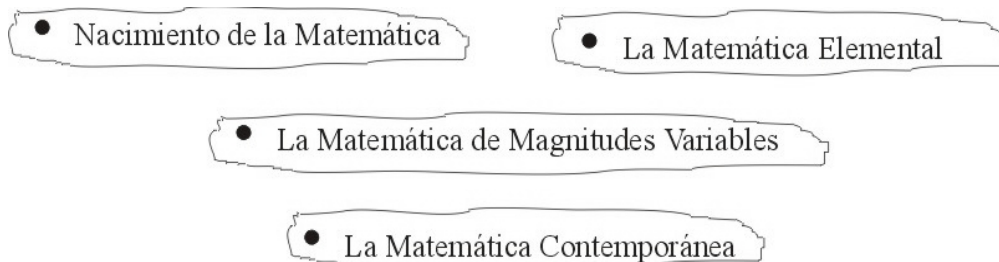 • Nacimiento de la Matemática
• La Matemática Elemental
• La Matemática de Magnitudes Variables
• La Matemática Contemporánea